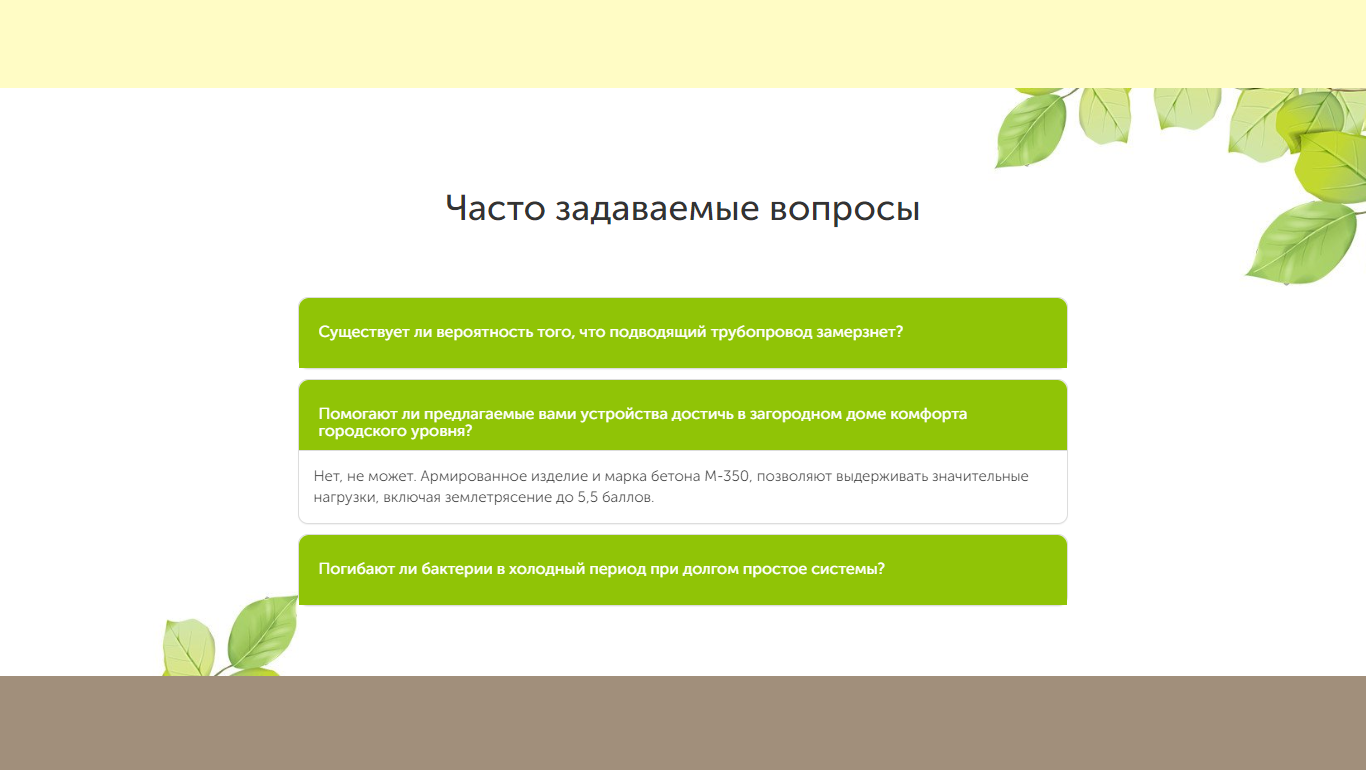 Часто задаваемые вопросы
Существует ли вероятность того, что подводящий трубопровод замерзнет?
Помогают ли предлагаемые вами устройства достичь в загородном доме комфорта
городского уровня?
Нет, не может. Армированное изделие и марка бетона М-350, позволяют выдерживать значительные
нагрузки, включая землетрясение до 5,5 баллов.
Погибают ли бактерии в холодный период при долгом простое системы?